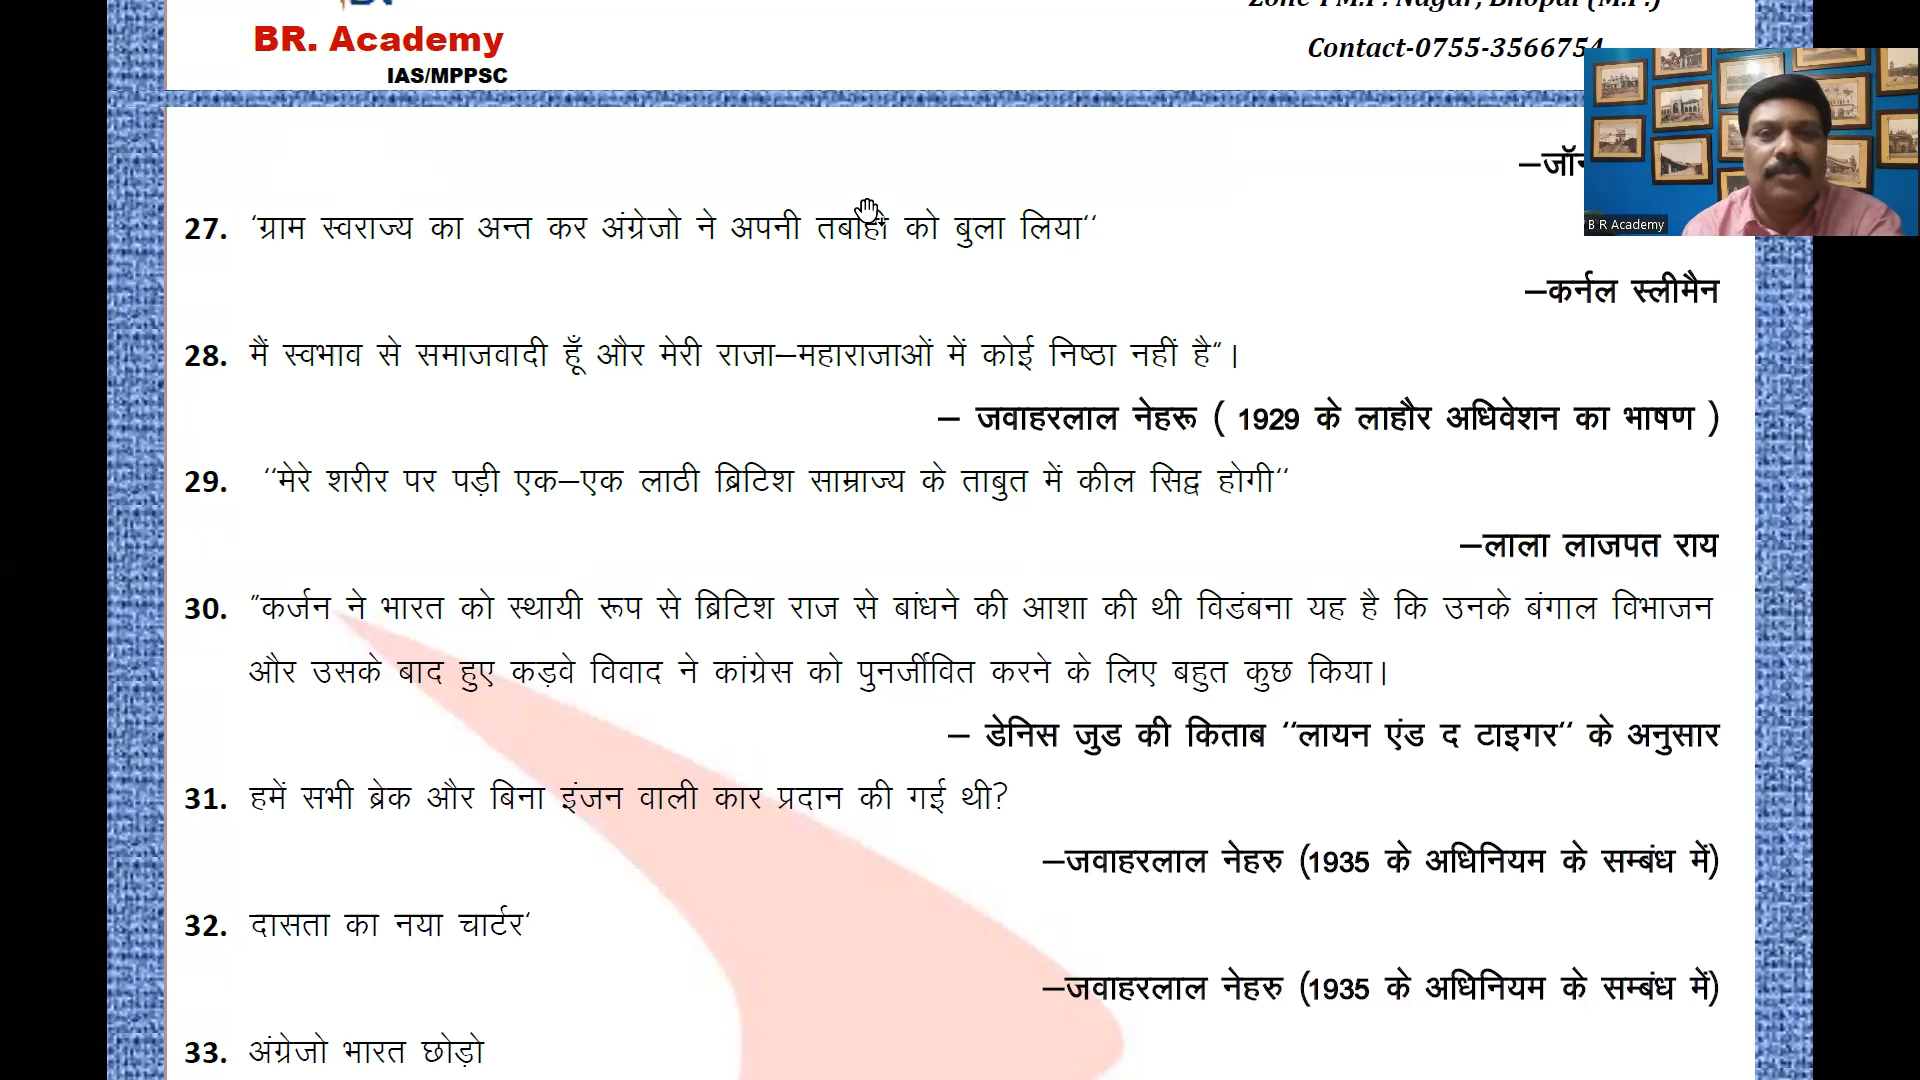 Zone-I M.P. Nagar, Bhopal (M.P.)
BR. Academy
Contact-0755-3566754
IAS/MPPSC
B R Academy
27. ‘ग्राम स्वराज्य का अन्त कर अंग्रेजो ने अपनी तबाही को बुला लिया‘‘
–कर्नल स्लीमैन
28. मैं स्वभाव से समाजवादी हूँ और मेरी राजा–महाराजाओं में कोई निष्ठा नहीं है“।
– जवाहरलाल नेहरू ( 1929 के लाहौर अधिवेशन का भाषण )
29. ‘‘मेरे शरीर पर पड़ी एक–एक लाठी ब्रिटिश साम्राज्य के ताबुत में कील सिद्व होगी‘‘
–लाला लाजपत राय
30. “कर्जन ने भारत को स्थायी रूप से ब्रिटिश राज से बांधने की आशा की थी विडंबना यह है कि उनके बंगाल विभाजन
और उसके बाद हुए कड़वे विवाद ने कांग्रेस को पुनर्जीवित करने के लिए बहुत कुछ किया।
– डेनिस जुड की किताब ‘‘लायन एंड द टाइगर‘‘ के अनुसार
31. हमें सभी ब्रेक और बिना इंजन वाली कार प्रदान की गई थी?
–जवाहरलाल नेहरु (1935 के अधिनियम के सम्बंध में)
32. दासता का नया चार्टर‘
–जवाहरलाल नेहरु (1935 के अधिनियम के सम्बंध में)
33. अंग्रेजो भारत छोड़ो